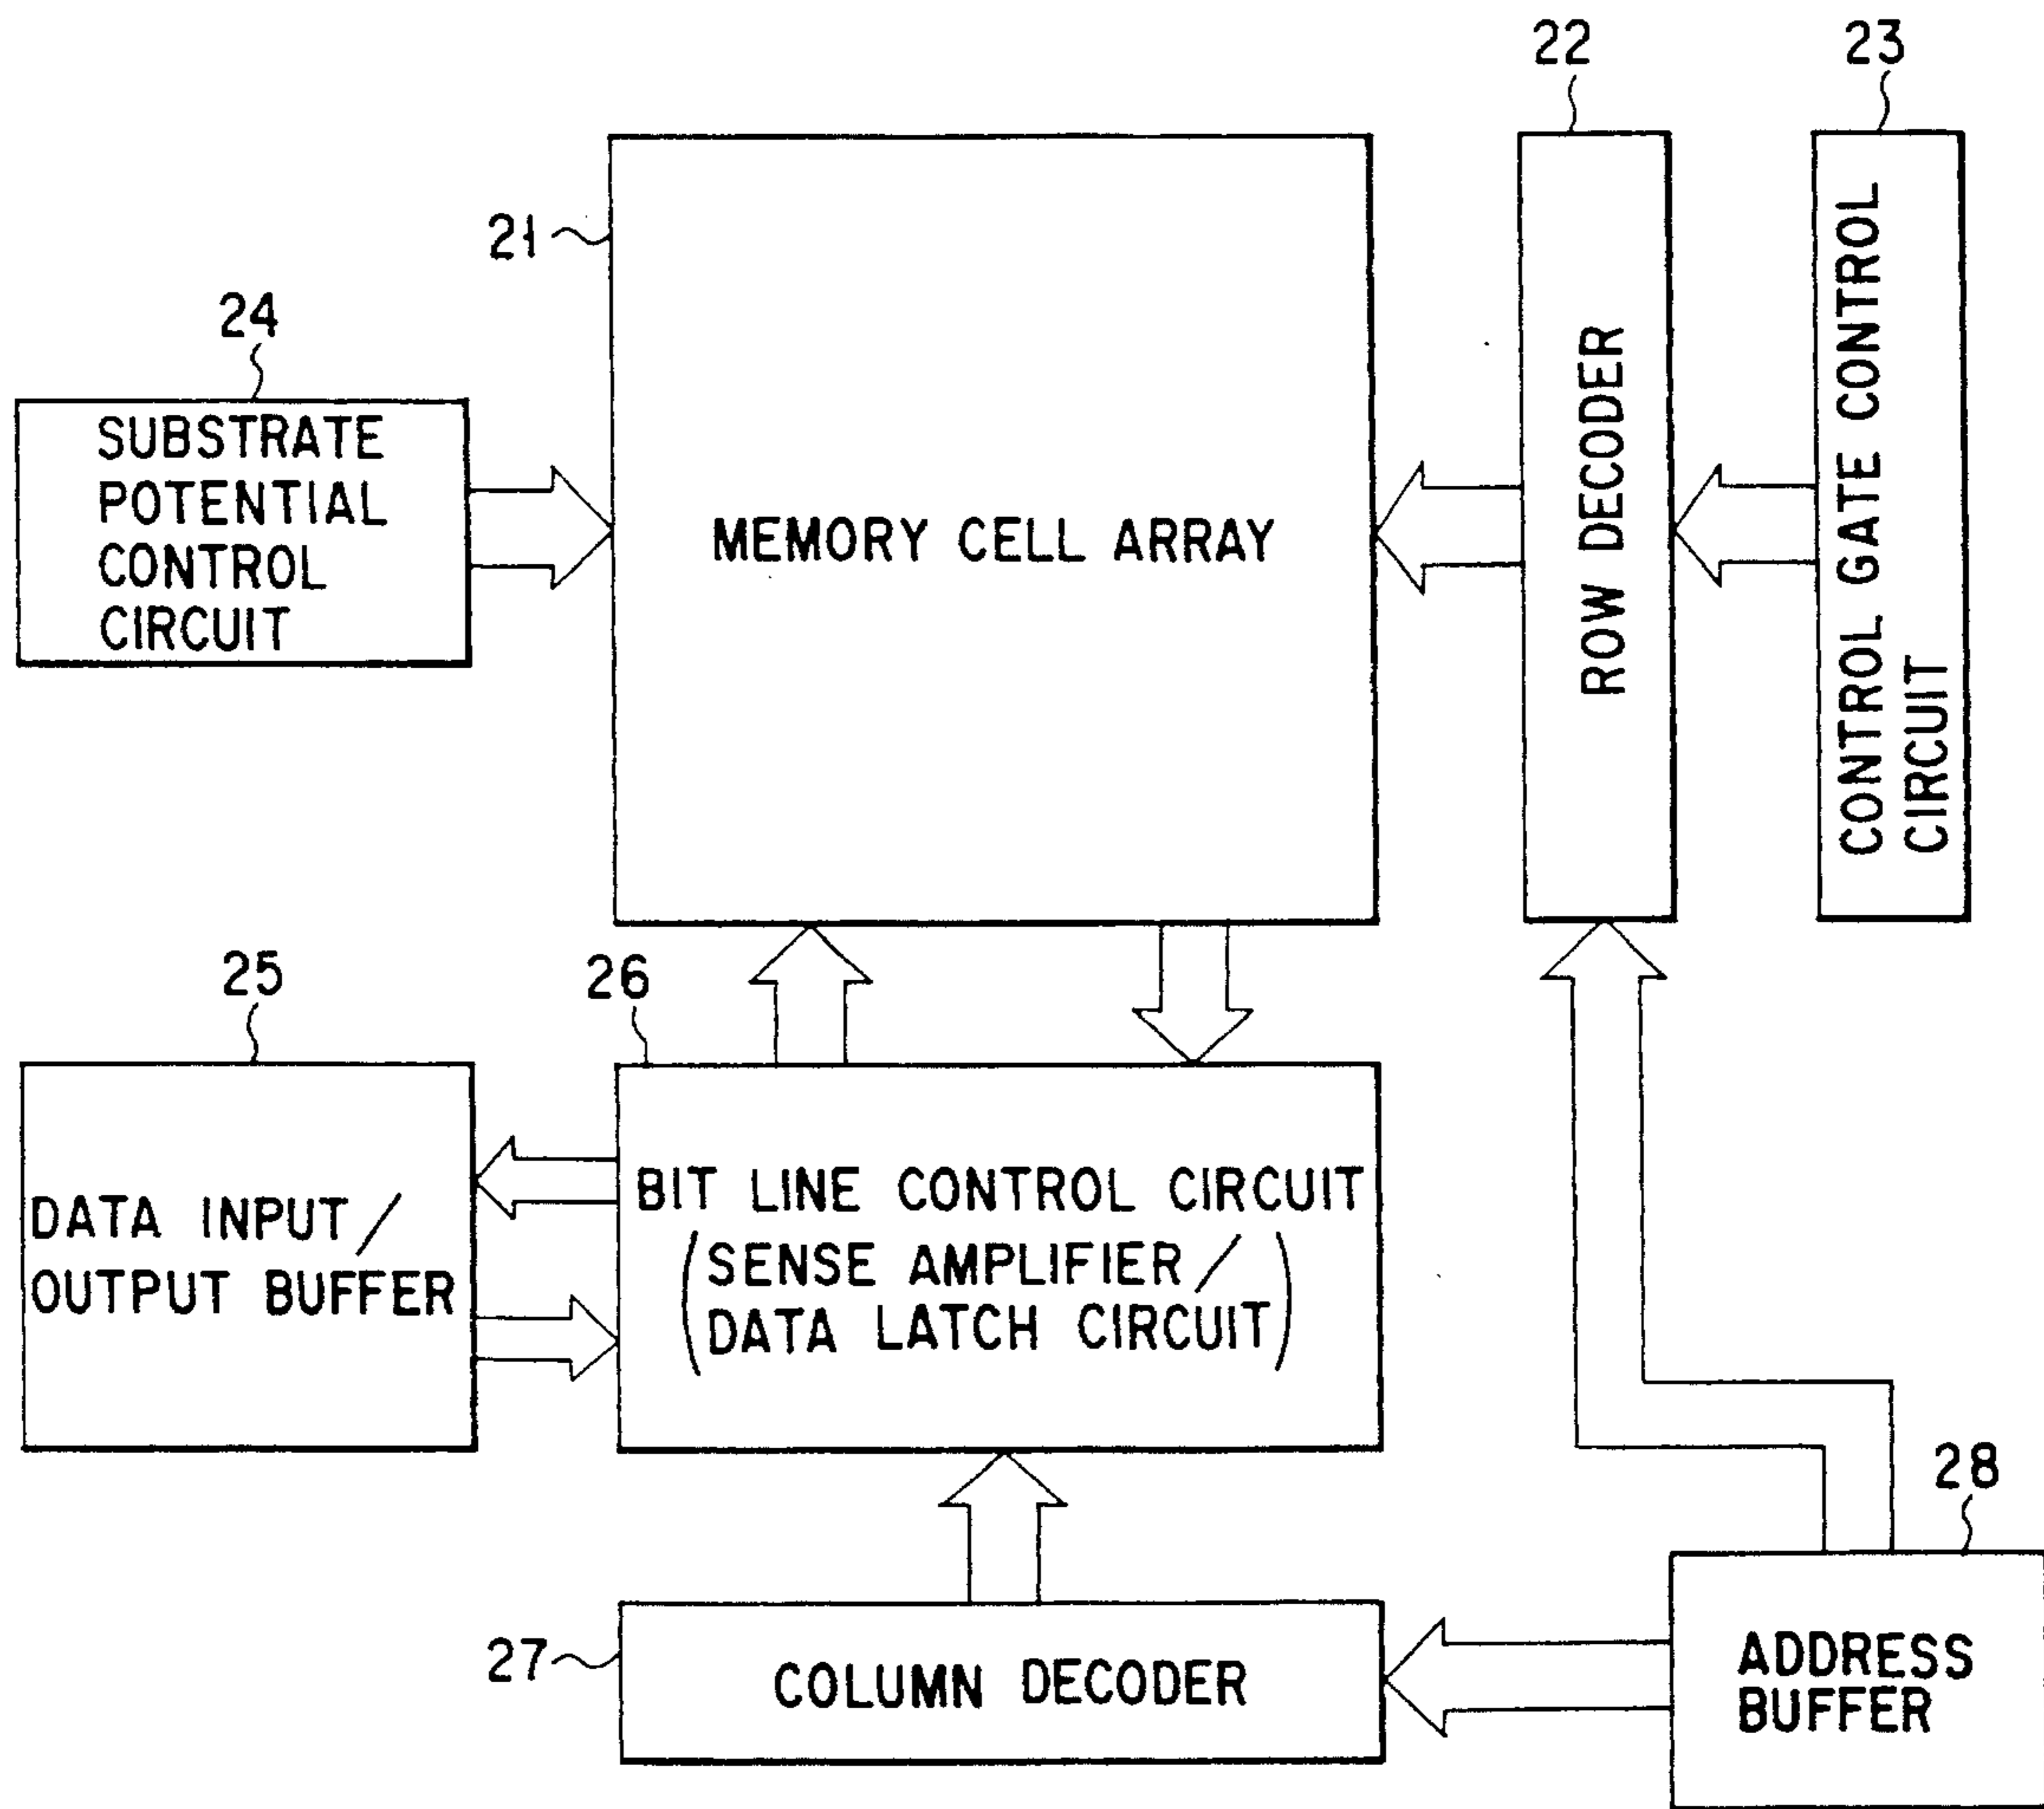 22
23
21
24
SUBSTRATE
POTENTIAL
CONTROL
CIRCUIT
MEMORY CELL ARRAY
ROW DECODER
CONTROL GATE CONTROL
CIRCUIT
25
26
DATA INPUT/
OUTPUT BUFFER
BIT LINE CONTROL CIRCUIT
(SENSE AMPLIFIER/
DATA LATCH CIRCUIT)
28
27
COLUMN DECODER
ADDRESS
BUFFER